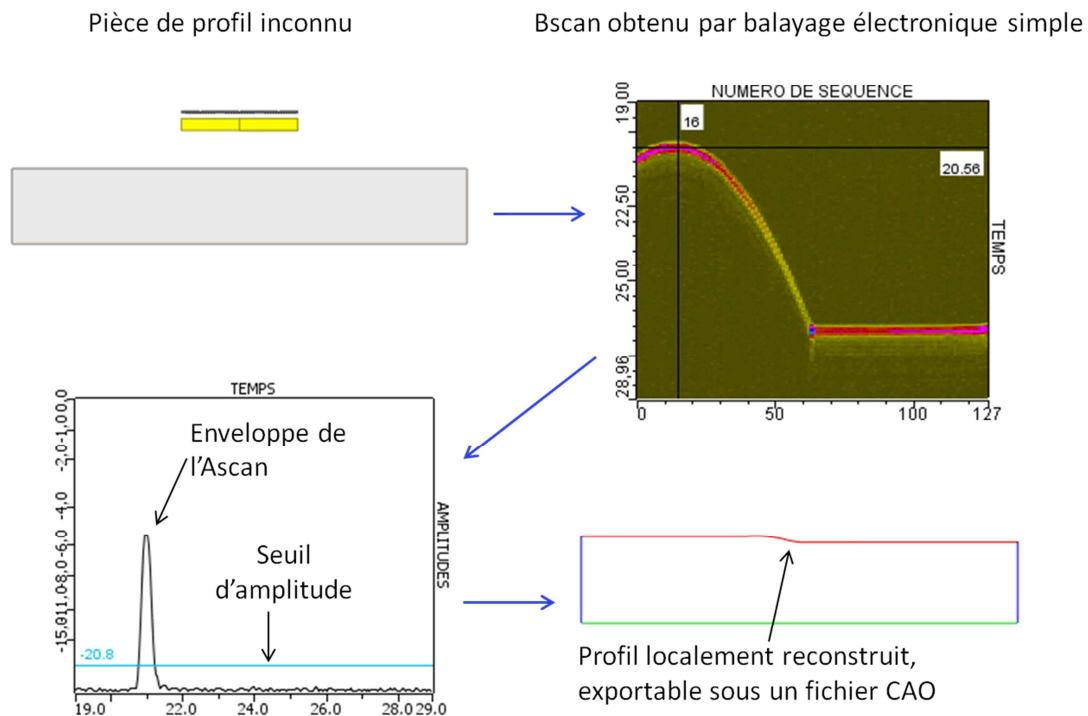 Pièce de profil inconnu
Bscan obtenu par balayage électronique simple
NUMERO DE SEQUENCE
19,00
22,50
25,00
28,96
16
20.56
TEMPS
0 50 100 127
TEMPS
Enveloppe de
l'Ascan
Seuil
d'amplitude
AMPLITUDES
-2,0
-4,0
-6,0
-20.8
19.0 22.0 24.0 26.0 28.0 29.0
Profil localement reconstruit,
exportable sous un fichier CAO